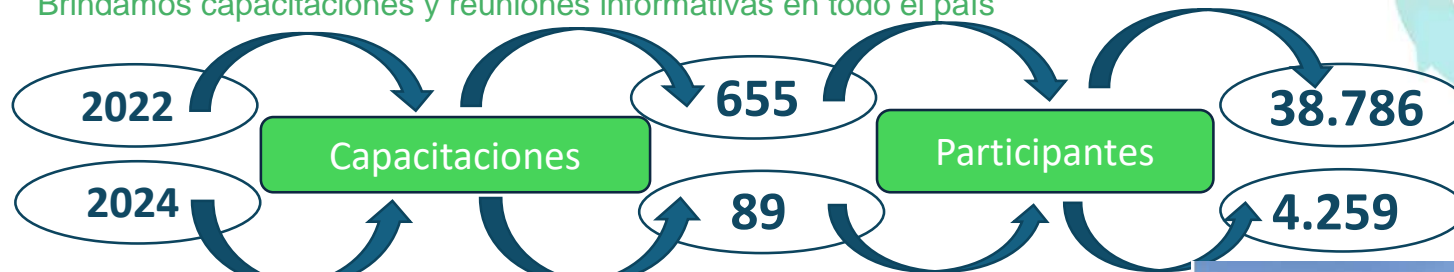 Brindamos capacitaciones y reuniones informativas en todo el país
2022
655
38.786
Capacitaciones
Participantes
2024
89
4.259